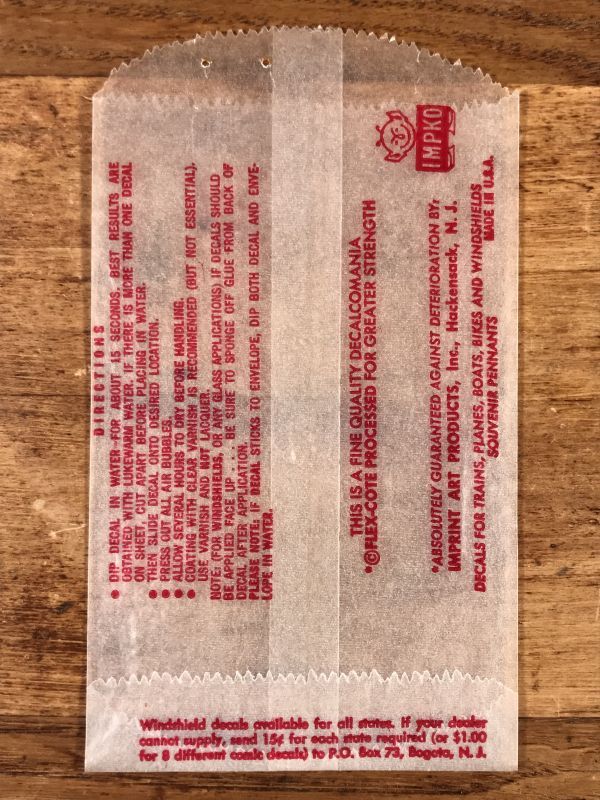 DIRECTIONS
● DIP DECAL IN WATER FOR ABOUT 15 SECONDS. BEST RESULTS ARE
OBTAINED WITH LUKEWARM WATER. IF THERE IS MORE THAN ONE DECAL
ON SHEET, CUT APART BEFORE PLACING IN WATER.
● THEN SLIDE DECAL ONTO DESIRED LOCATION.
● PRESS OUT ALL AIR BUBBLES.
● ALLOW SEVERAL HOURS TO DRY BEFORE HANDLING.
● COATING WITH CLEAR VARNISH IS RECOMMENDED (BUT NOT ESSENTIAL).
USE VARNISH AND NOT LACQUER.
NOTE: (FOR WINDSHIELDS, OR ANY GLASS APPLICATIONS) IF DECALS SHOULD
BE APPLIED FACE UP . . . BE SURE TO SPONGE OFF GLUE FROM BACK OF
DECAL AFTER APPLICATION.
PLEASE NOTE: IF DECAL STICKS TO ENVELOPE, DIP BOTH DECAL AND ENVE-
LOPE IN WATER.
THIS IS A FINE QUALITY DECALCOMANIA
*©FLEX-COTE PROCESSED FOR GREATER STRENGTH
IMPKO
*ABSOLUTELY GUARANTEED AGAINST DETERIORATION BY:
IMPRINT ART PRODUCTS, Inc., Hackensack, N. J.
DECALS FOR TRAINS, PLANES, BOATS, BIKES AND WINDSHIELDS
SOUVENIR PENNANTS MADE IN U.S.A.
Windshield decals available for all states. If your dealer
cannot supply, send 15¢ for each state required (or $1.00
for 8 different comic decals) to P.O. Box 73, Bogota, N. J.